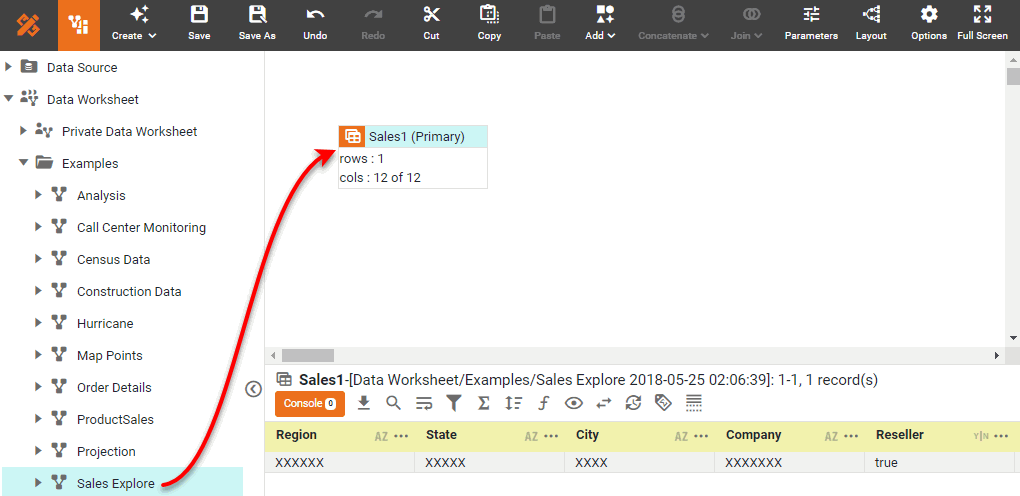 Create
Save
Save As
Undo
Redo
Cut
Copy
Paste
Add
Concatenate
Join
Parameters
Layout
Options
Full Screen
Data Source
Data Worksheet
Private Data Worksheet
Examples
Analysis
Call Center Monitoring
Census Data
Construction Data
Hurricane
Map Points
Order Details
ProductSales
Projection
Sales Explore
Sales1 (Primary)
rows : 1
cols : 12 of 12
Sales1-[Data Worksheet/Examples/Sales Explore 2018-05-25 02:06:39]: 1-1, 1 record(s)
Console 0
Region AZ State AZ City AZ Company AZ Reseller Y|N
XXXXXX XXXXX XXXX XXXXXXX true